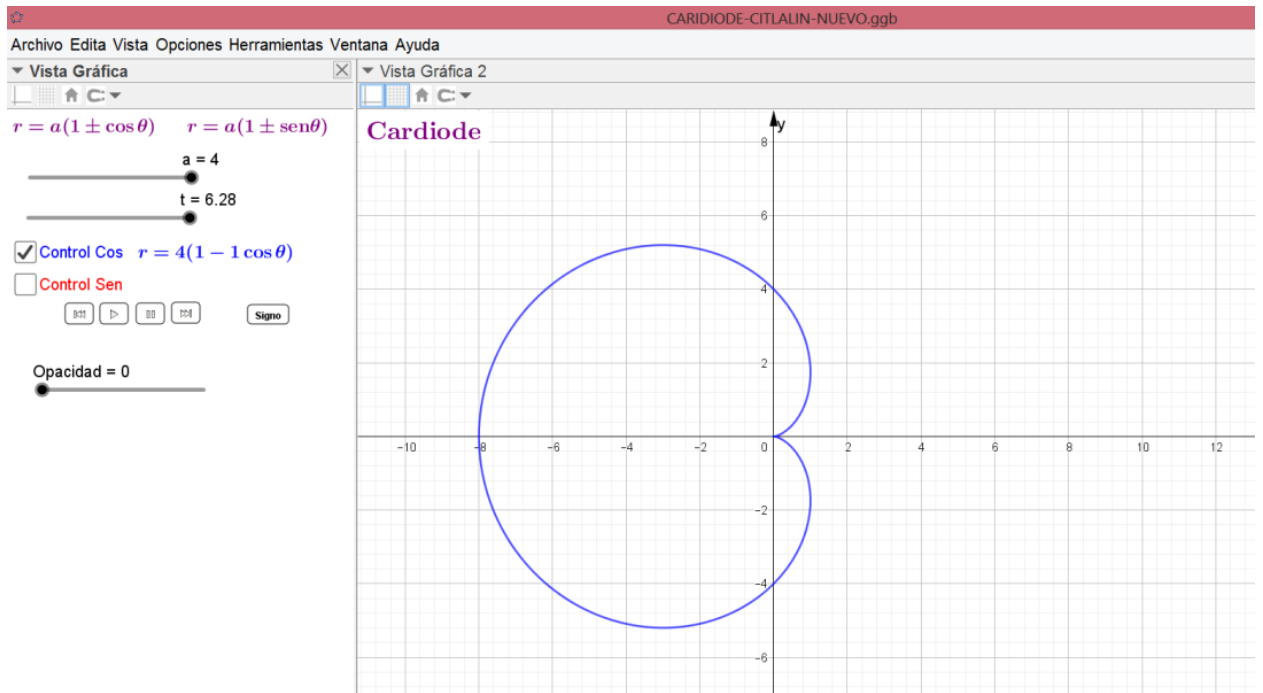 CARIDIODE-CITLALIN-NUEVO.ggb
Archivo Edita Vista Opciones Herramientas Ventana Ayuda
Vista Gráfica
Vista Gráfica 2
r = a(1 ± cos θ) r = a(1 ± senθ)
a = 4
t = 6.28
Control Cos r = 4(1 − 1 cos θ)
Control Sen
Signo
Opacidad = 0
Cardiode
y
8
6
4
2
−10 −8 −6 −4 −2 0 2 4 6 8 10 12
−2
−4
−6